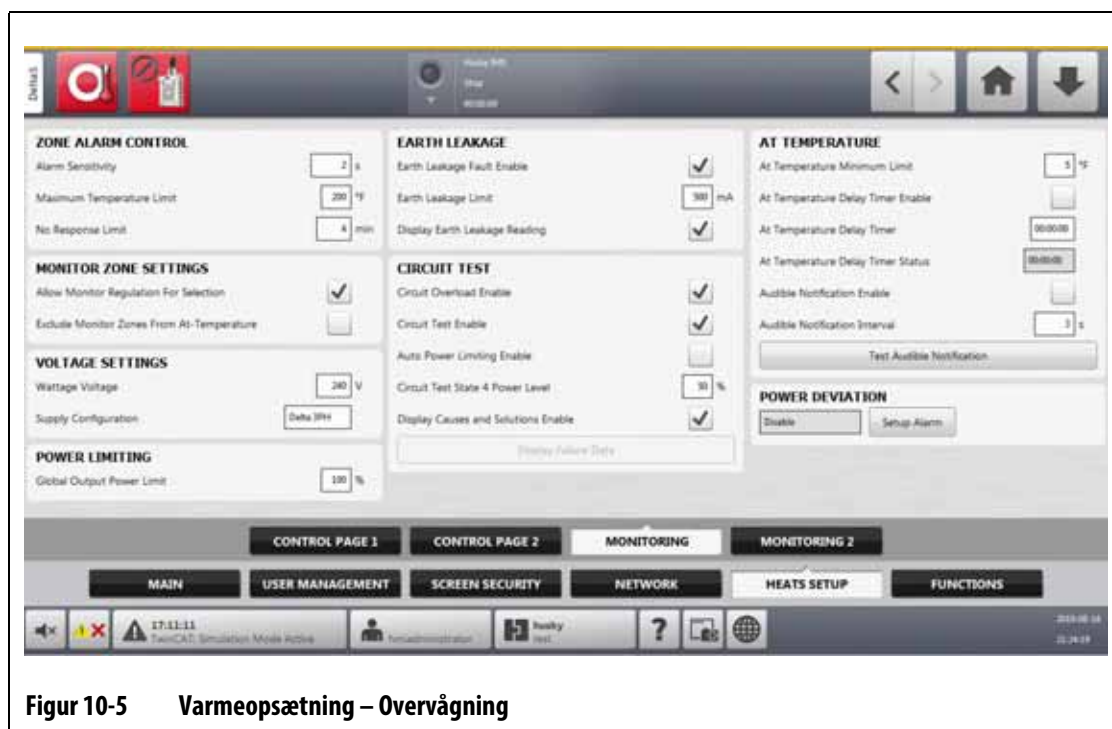 Delta5
Husky IMS
Stop
00:00:00
ZONE ALARM CONTROL
Alarm Sensitivity 2 s
Maximum Temperature Limit 200 °F
No Response Limit 4 min
MONITOR ZONE SETTINGS
Allow Monitor Regulation For Selection
Exclude Monitor Zones From At-Temperature
VOLTAGE SETTINGS
Wattage Voltage 240 V
Supply Configuration Delta 3PH
POWER LIMITING
Global Output Power Limit 100 %
EARTH LEAKAGE
Earth Leakage Fault Enable
Earth Leakage Limit 500 mA
Display Earth Leakage Reading
CIRCUIT TEST
Circuit Overload Enable
Circuit Test Enable
Auto Power Limiting Enable
Circuit Test State 4 Power Level 30 %
Display Causes and Solutions Enable
Display Failure Data
AT TEMPERATURE
At Temperature Minimum Limit 5 °F
At Temperature Delay Timer Enable
At Temperature Delay Timer 00:00:00
At Temperature Delay Timer Status 00:00:00
Audible Notification Enable
Audible Notification Interval 3 s
Test Audible Notification
POWER DEVIATION
Disable Setup Alarm
CONTROL PAGE 1 CONTROL PAGE 2 MONITORING MONITORING 2
MAIN USER MANAGEMENT SCREEN SECURITY NETWORK HEATS SETUP FUNCTIONS
17:11:11
TwinCAT: Simulation Mode Active
hmiadministrator
husky
test
?
Figur 10-5 Varmeopsætning – Overvågning